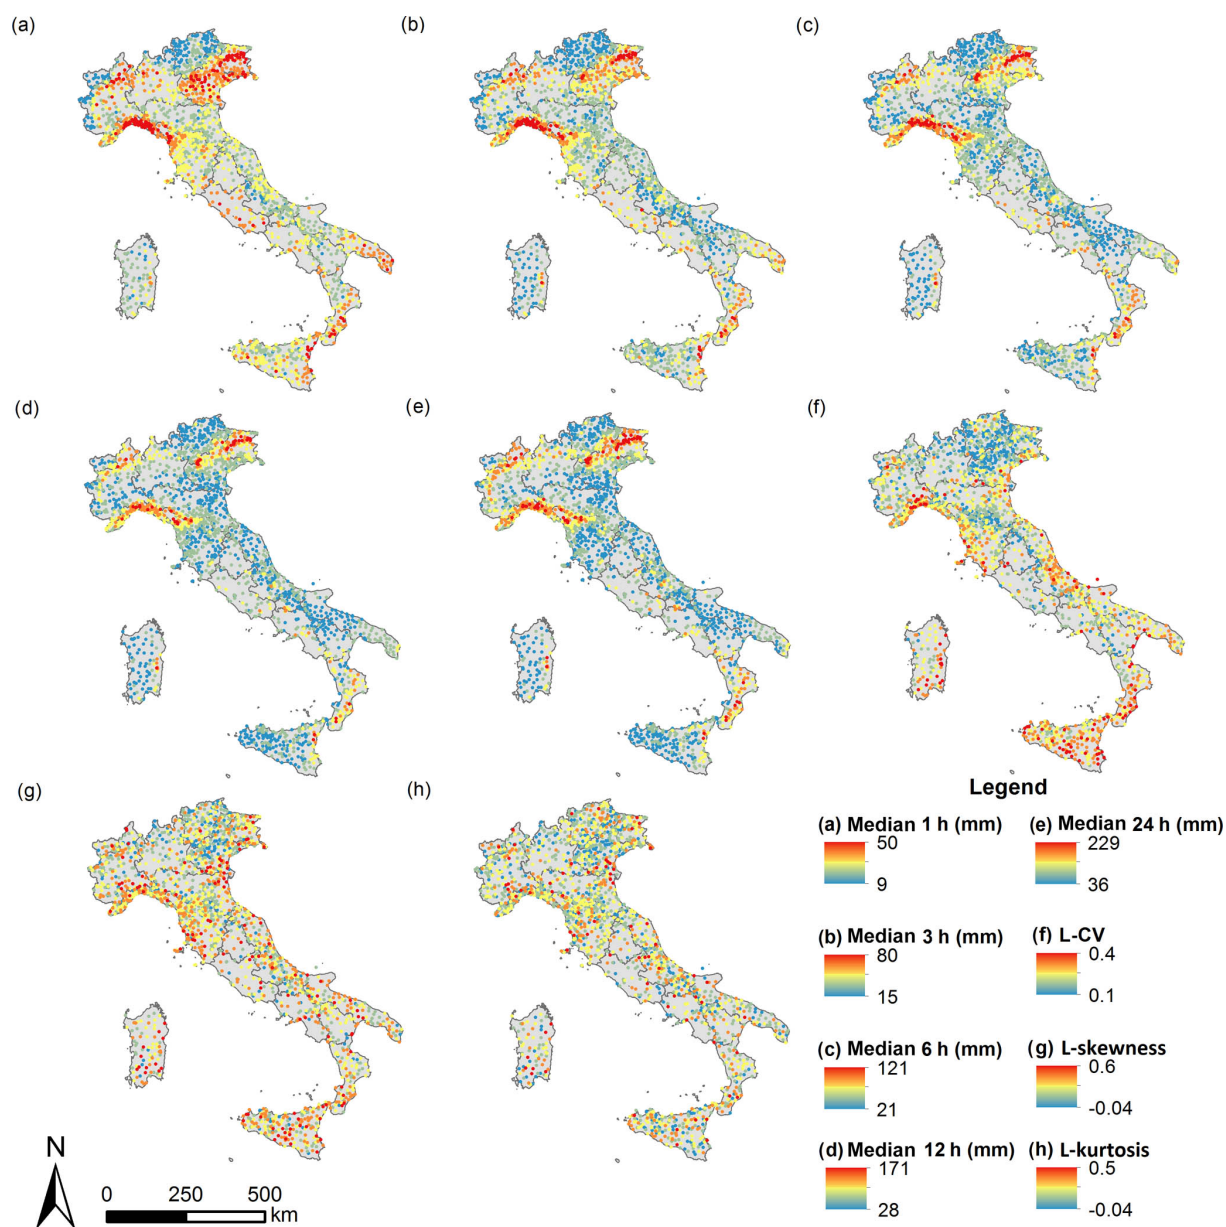 (a)
(b)
(c)
(d)
(e)
(f)
(g)
(h)
Legend
(a) Median 1 h (mm)
50
9
(e) Median 24 h (mm)
229
36
(b) Median 3 h (mm)
80
15
(f) L-CV
0.4
0.1
(c) Median 6 h (mm)
121
21
(g) L-skewness
0.6
-0.04
(d) Median 12 h (mm)
171
28
(h) L-kurtosis
0.5
-0.04
N
0 250 500
km